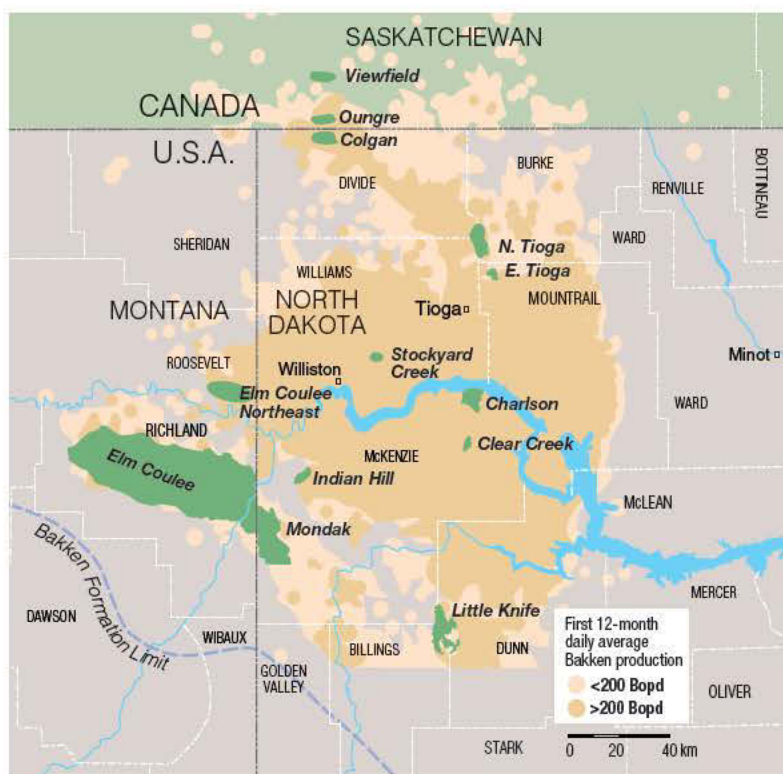 SASKATCHEWAN
Viewfield
CANADA
Oungre
U.S.A.
Colgan
BURKE
BOTTINEAU
DIVIDE
RENVILLE
SHERIDAN
N. Tioga
WARD
WILLIAMS
E. Tioga
MONTANA
NORTH
DAKOTA
MOUNTRAIL
Tioga
ROOSEVELT
Williston
Stockyard
Creek
Minot
Elm Coulee
Northeast
Charlson
WARD
RICHLAND
Elm Coulee
McKENZIE
Clear Creek
Indian Hill
Mondak
McLEAN
Bakken Formation Limit
MERCER
DAWSON
Little Knife
WIBAUX
BILLINGS
DUNN
GOLDEN
VALLEY
First 12-month
daily average
Bakken production
<200 Bopd
>200 Bopd
OLIVER
STARK
0 20 40 km